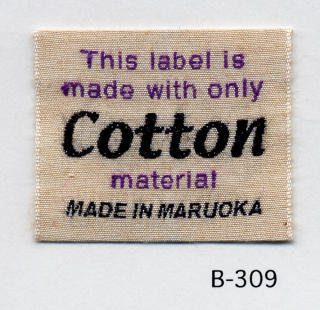 This label is
made with only
Cotton
material
MADE IN MARUOKA
B-309